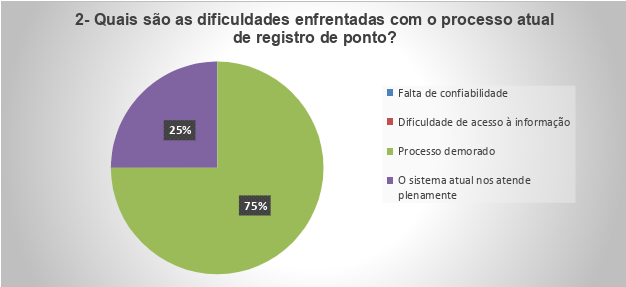 2- Quais são as dificuldades enfrentadas com o processo atual
de registro de ponto?
25%
75%
Falta de confiabilidade
Dificuldade de acesso à informação
Processo demorado
O sistema atual nos atende
plenamente